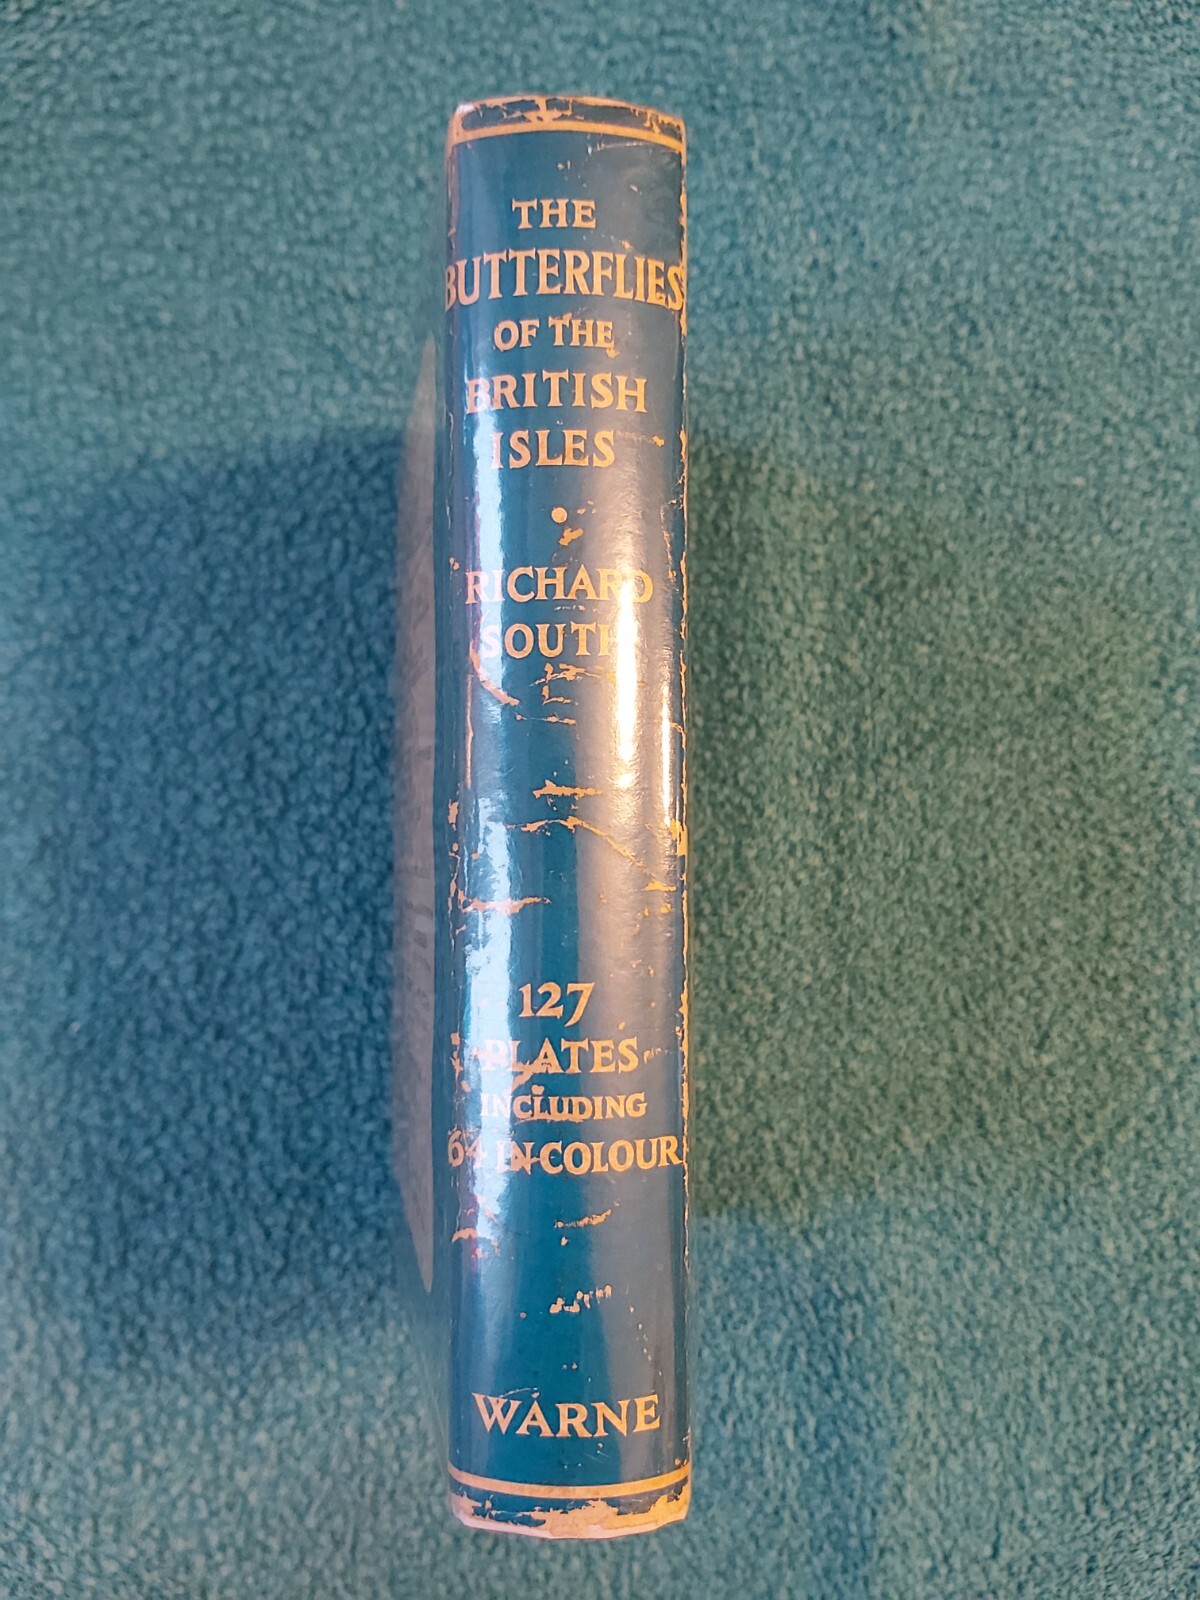 THE
BUTTERFLIES
OF THE
BRITISH
ISLES
RICHARD
SOUTH
127
PLATES
INCLUDING
64 IN COLOUR
WARNE